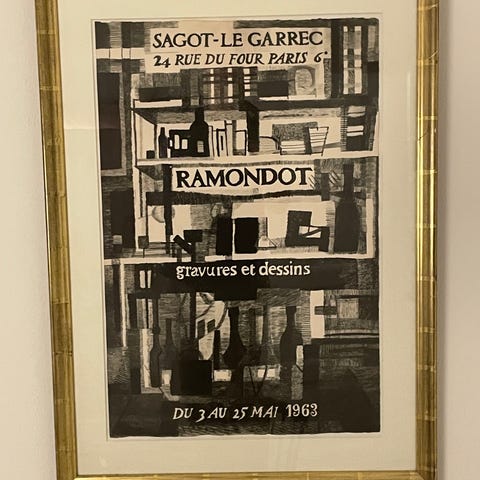 SAGOT-LE GARREC
24 RUE DU FOUR PARIS 6e
RAMONDOT
gravures et dessins
DU 3 AU 25 MAI 1963